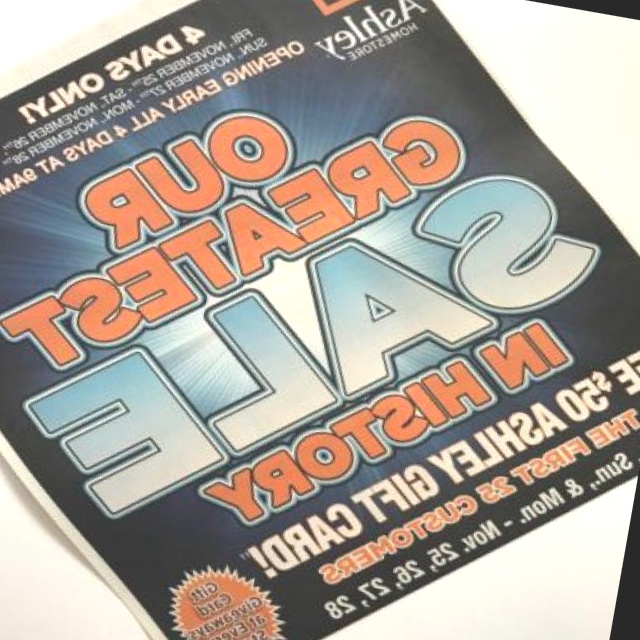 Ashley
HOMESTORE
4 DAYS ONLY!
FRI, NOVEMBER 25TH - SAT, NOVEMBER 26TH
SUN, NOVEMBER 27TH - MON, NOVEMBER 28TH
OPENING EARLY ALL 4 DAYS AT 9AM
OUR
GREATEST
SALE
IN HISTORY
$50 ASHLEY GIFT CARD!
THE FIRST 25 CUSTOMERS
Sun., & Mon. - Nov. 25, 26, 27, 28
Gift
Card
Giveaways